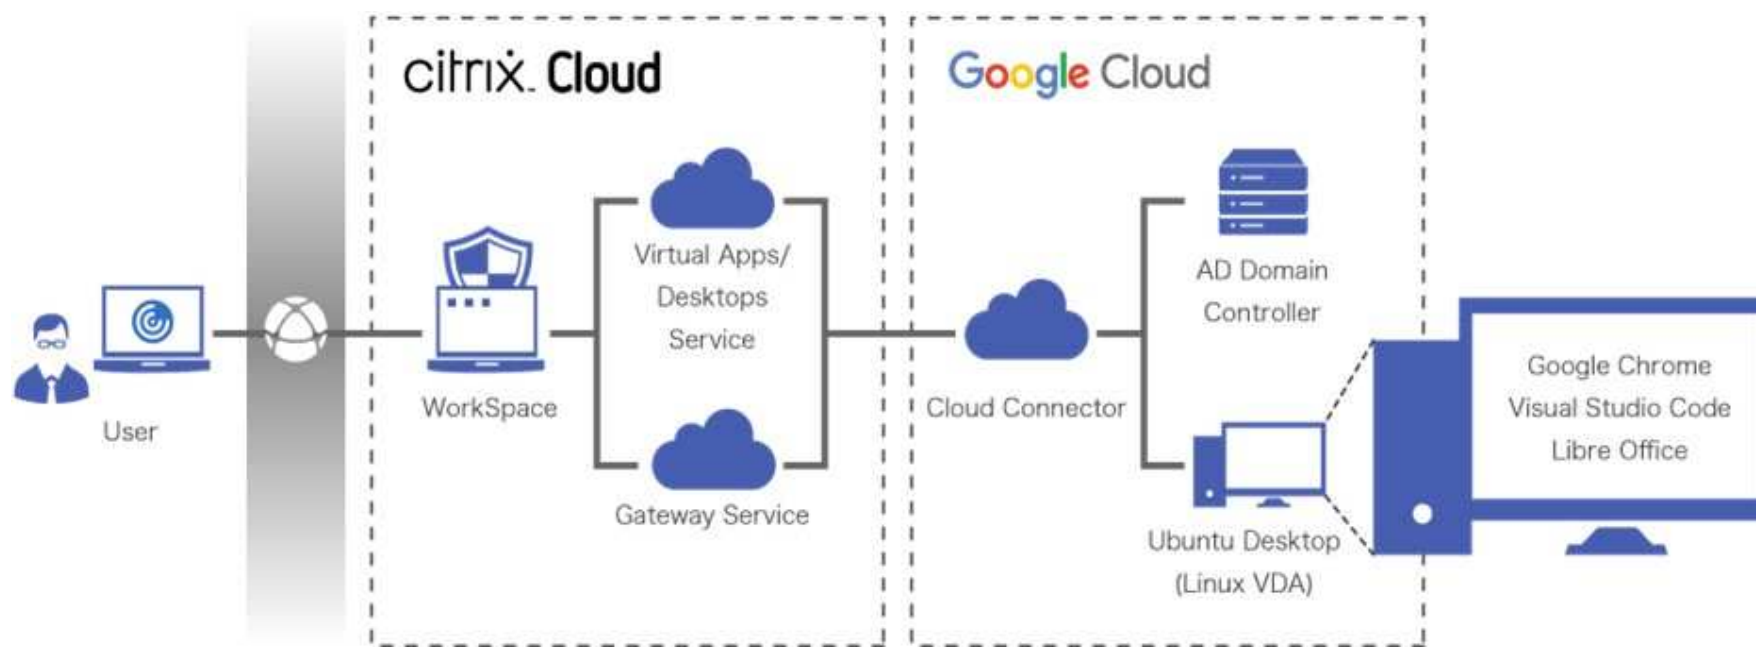 citrix Cloud
Google Cloud
User
WorkSpace
Virtual Apps/
Desktops
Service
Gateway Service
Cloud Connector
AD Domain
Controller
Ubuntu Desktop
(Linux VDA)
Google Chrome
Visual Studio Code
Libre Office